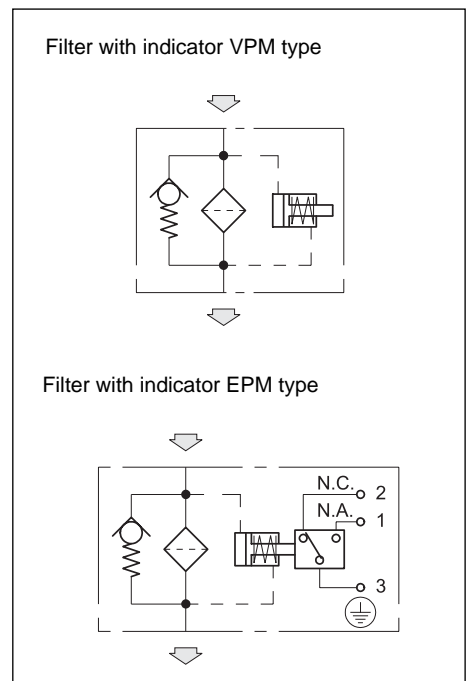 Filter with indicator VPM type
Filter with indicator EPM type
N.C. 2
N.A. 1
3